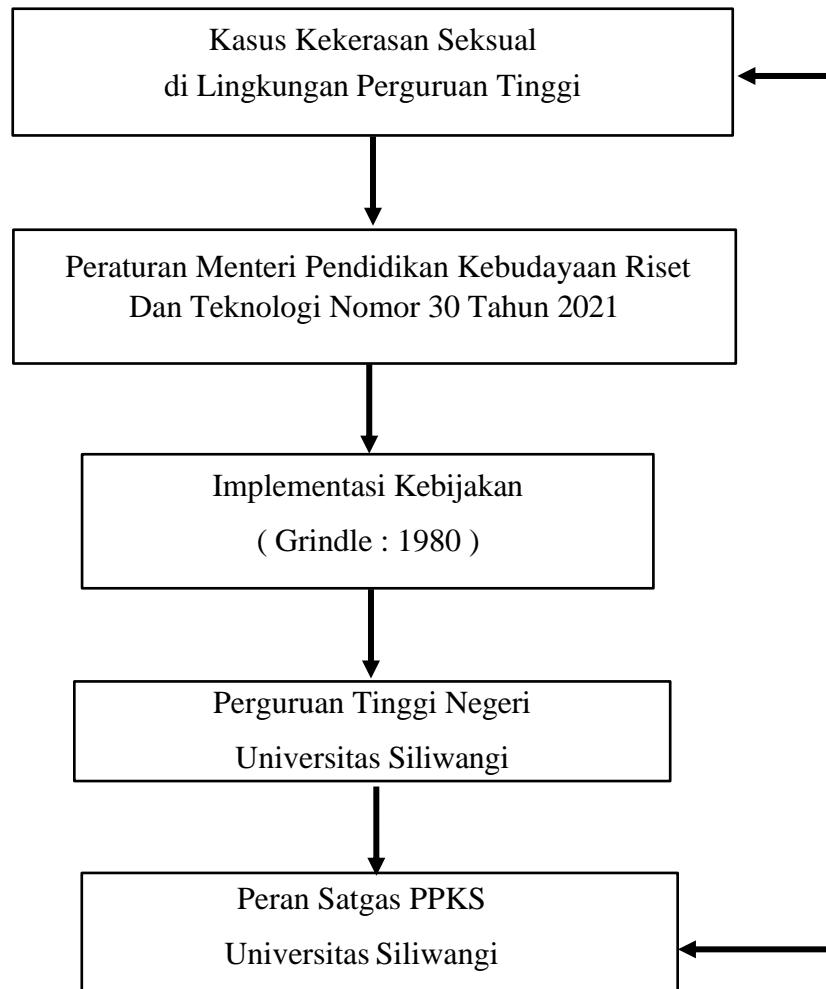 Kasus Kekerasan Seksual
di Lingkungan Perguruan Tinggi
Peraturan Menteri Pendidikan Kebudayaan Riset
Dan Teknologi Nomor 30 Tahun 2021
Implementasi Kebijakan
( Grindle : 1980 )
Perguruan Tinggi Negeri
Universitas Siliwangi
Peran Satgas PPKS
Universitas Siliwangi